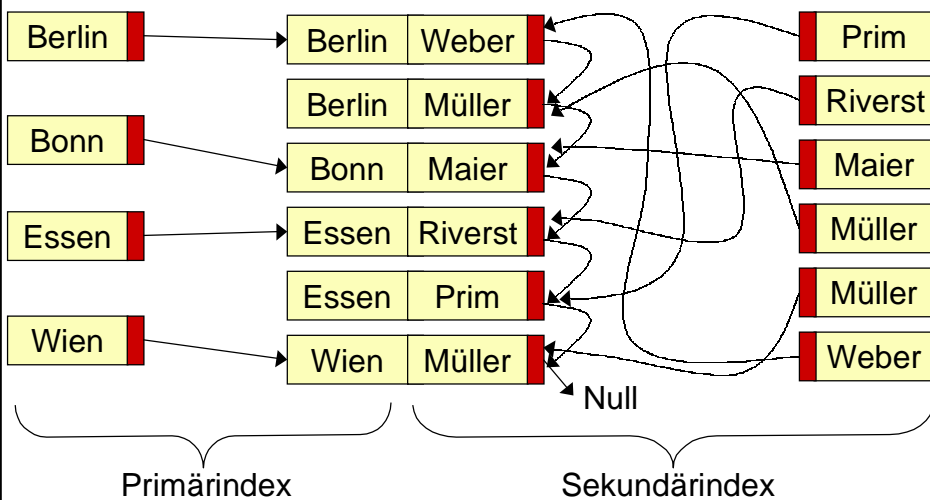 Berlin
Bonn
Essen
Wien
Berlin Weber
Berlin Müller
Bonn Maier
Essen Riverst
Essen Prim
Wien Müller
Null
Prim
Riverst
Maier
Müller
Müller
Weber
Primärindex
Sekundärindex